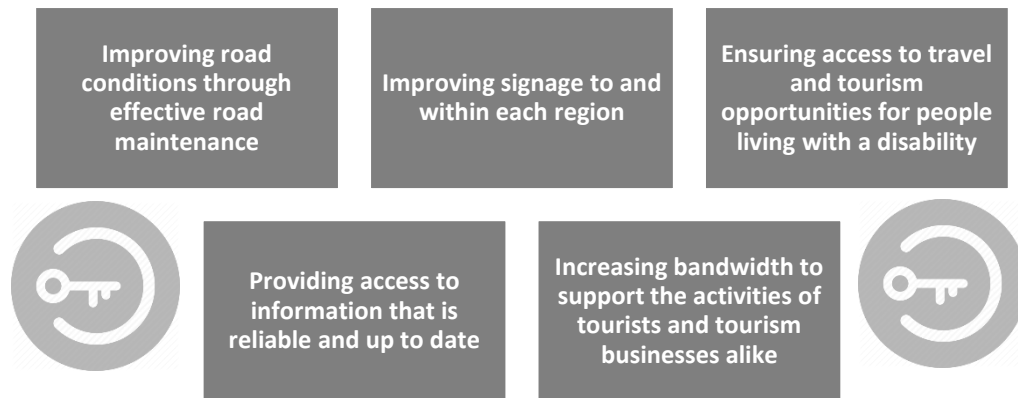 Improving road
conditions through
effective road
maintenance
Improving signage to and
within each region
Ensuring access to travel
and tourism
opportunities for people
living with a disability
Providing access to
information that is
reliable and up to date
Increasing bandwidth to
support the activities of
tourists and tourism
businesses alike